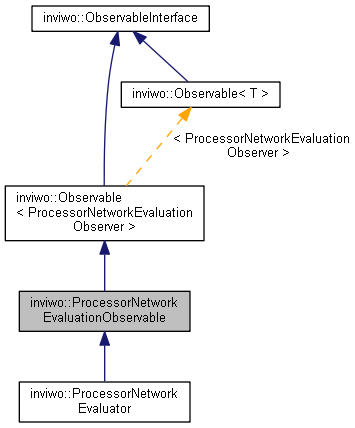 inviwo::ObservableInterface
inviwo::Observable< T >
< ProcessorNetworkEvaluation
Observer >
inviwo::Observable
< ProcessorNetworkEvaluation
Observer >
inviwo::ProcessorNetwork
EvaluationObservable
inviwo::ProcessorNetwork
Evaluator